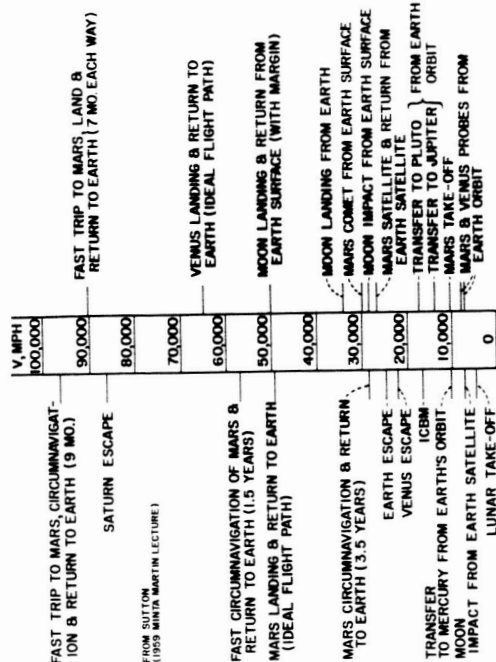 FAST TRIP TO MARS, CIRCUMNAVIGAT-
ION & RETURN TO EARTH (9 MO.)
SATURN ESCAPE
FROM SUTTON
(1959 MINTA MARTIN LECTURE)
FAST CIRCUMNAVIGATION OF MARS &
RETURN TO EARTH (1.5 YEARS)
MARS LANDING & RETURN TO EARTH
(IDEAL FLIGHT PATH)
MARS CIRCUMNAVIGATION & RETURN
TO EARTH (3.5 YEARS)
EARTH ESCAPE
VENUS ESCAPE
ICBM
TRANSFER
TO MERCURY FROM EARTH'S ORBIT
MOON
IMPACT FROM EARTH SATELLITE
LUNAR TAKE-OFF
V, MPH
100,000
90,000
80,000
70,000
60,000
50,000
40,000
30,000
20,000
10,000
0
FAST TRIP TO MARS, LAND &
RETURN TO EARTH (7 MO. EACH WAY)
VENUS LANDING & RETURN TO
EARTH (IDEAL FLIGHT PATH)
MOON LANDING & RETURN FROM
EARTH SURFACE (WITH MARGIN)
MOON LANDING FROM EARTH
MARS COMET FROM EARTH SURFACE
MOON IMPACT FROM EARTH SURFACE
MARS SATELLITE & RETURN FROM
EARTH SATELLITE
TRANSFER TO PLUTO } FROM EARTH
TRANSFER TO JUPITER } ORBIT
MARS TAKE-OFF
MARS & VENUS PROBES FROM
EARTH ORBIT